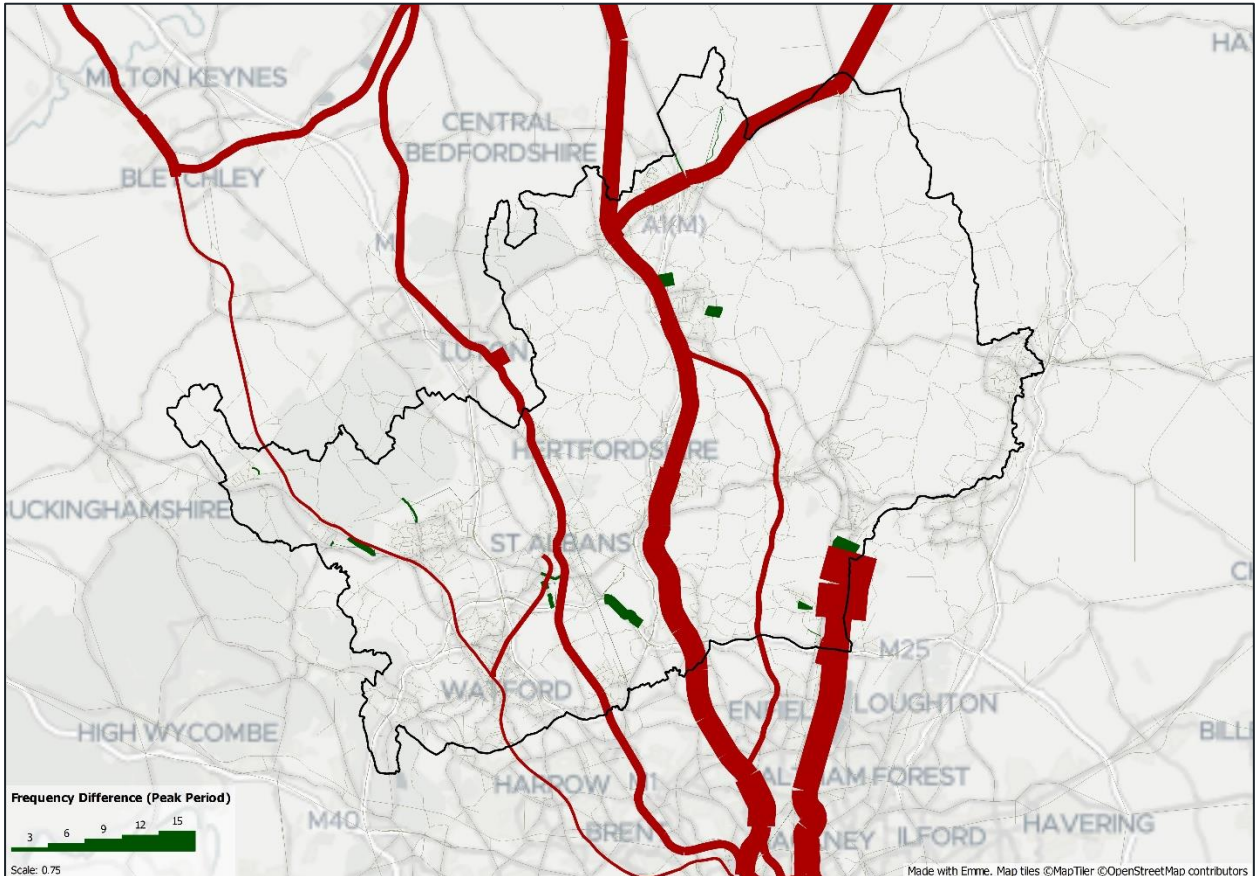 MILTON KEYNES
CENTRAL
BEDFORDSHIRE
BLETCHLEY
A1(M)
LUTON
HERTFORDSHIRE
BUCKINGHAMSHIRE
ST ALBANS
M25
WATFORD
ENFIELD
LOUGHTON
HIGH WYCOMBE
HARROW
M1
WALTHAM FOREST
M40
BRENT
HACKNEY
ILFORD
HAVERING
Frequency Difference (Peak Period)
3 6 9 12 15
Scale: 0.75
Made with Emme. Map tiles ©MapTiler ©OpenStreetMap contributors